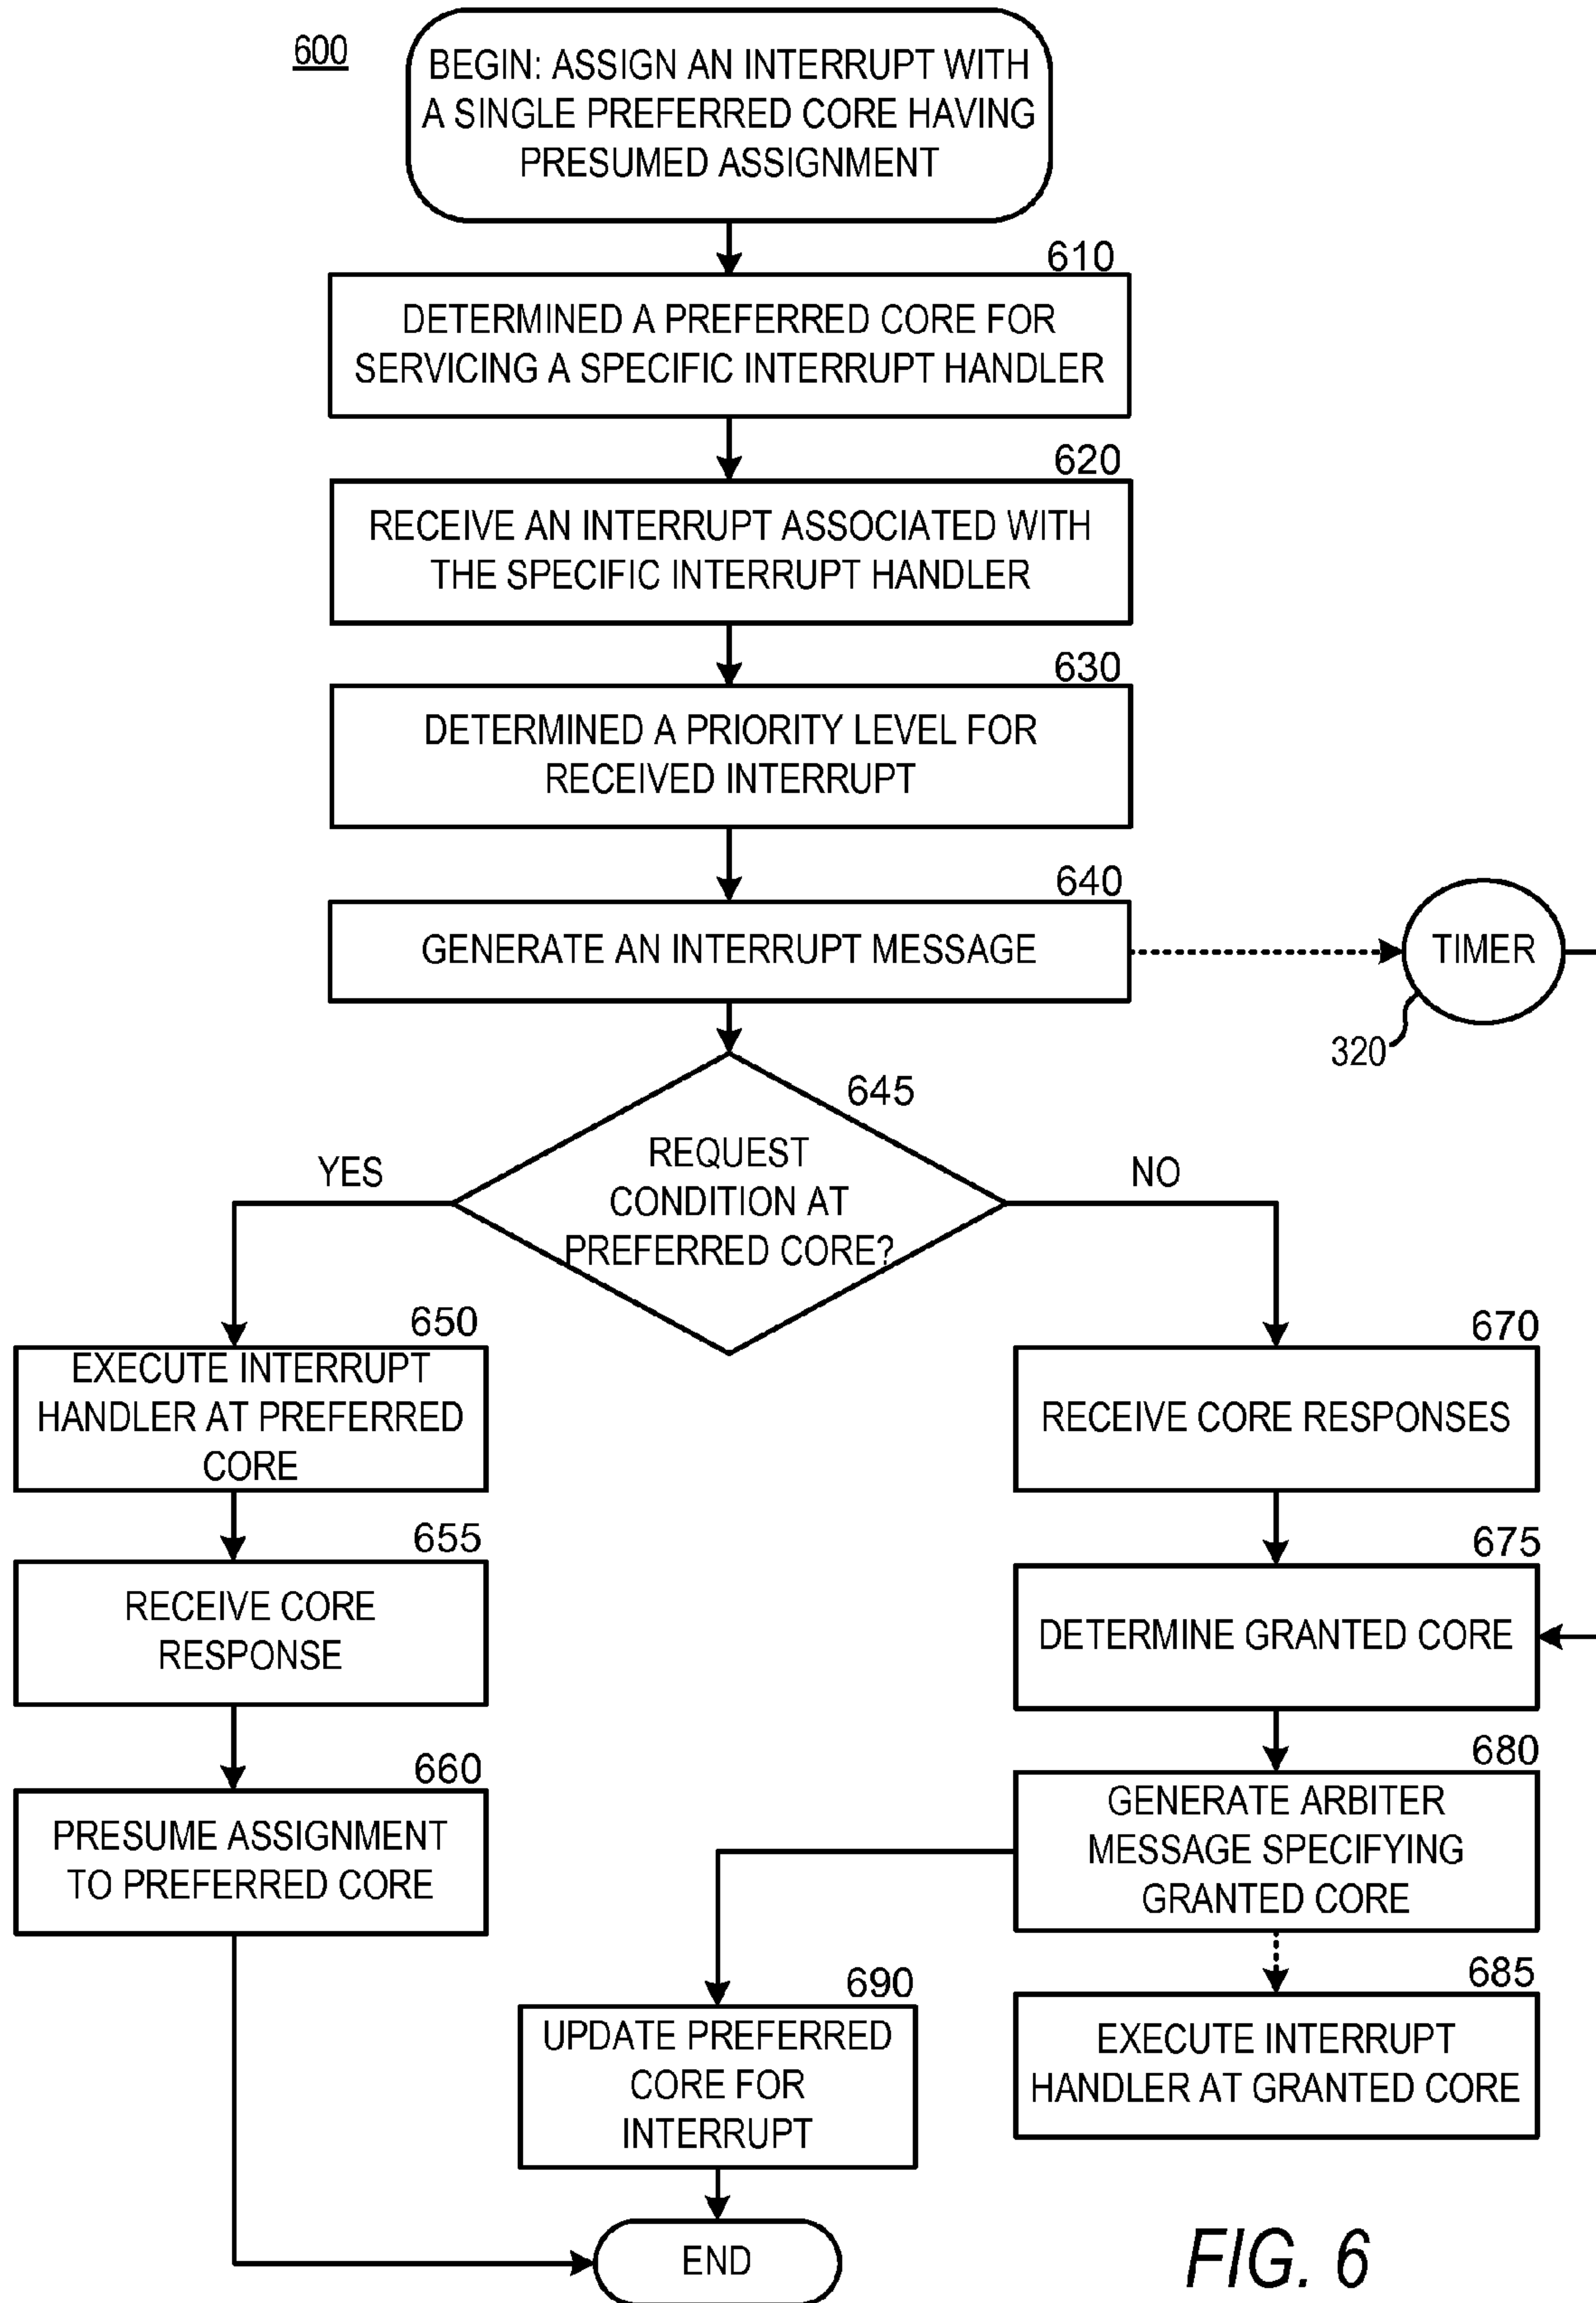 600
BEGIN: ASSIGN AN INTERRUPT WITH
A SINGLE PREFERRED CORE HAVING
PRESUMED ASSIGNMENT
610
DETERMINED A PREFERRED CORE FOR
SERVICING A SPECIFIC INTERRUPT HANDLER
620
RECEIVE AN INTERRUPT ASSOCIATED WITH
THE SPECIFIC INTERRUPT HANDLER
630
DETERMINED A PRIORITY LEVEL FOR
RECEIVED INTERRUPT
640
GENERATE AN INTERRUPT MESSAGE
TIMER
320
645
REQUEST
CONDITION AT
PREFERRED CORE?
YES
NO
650
EXECUTE INTERRUPT
HANDLER AT PREFERRED
CORE
655
RECEIVE CORE
RESPONSE
660
PRESUME ASSIGNMENT
TO PREFERRED CORE
670
RECEIVE CORE RESPONSES
675
DETERMINE GRANTED CORE
680
GENERATE ARBITER
MESSAGE SPECIFYING
GRANTED CORE
685
EXECUTE INTERRUPT
HANDLER AT GRANTED CORE
690
UPDATE PREFERRED
CORE FOR
INTERRUPT
END
FIG. 6